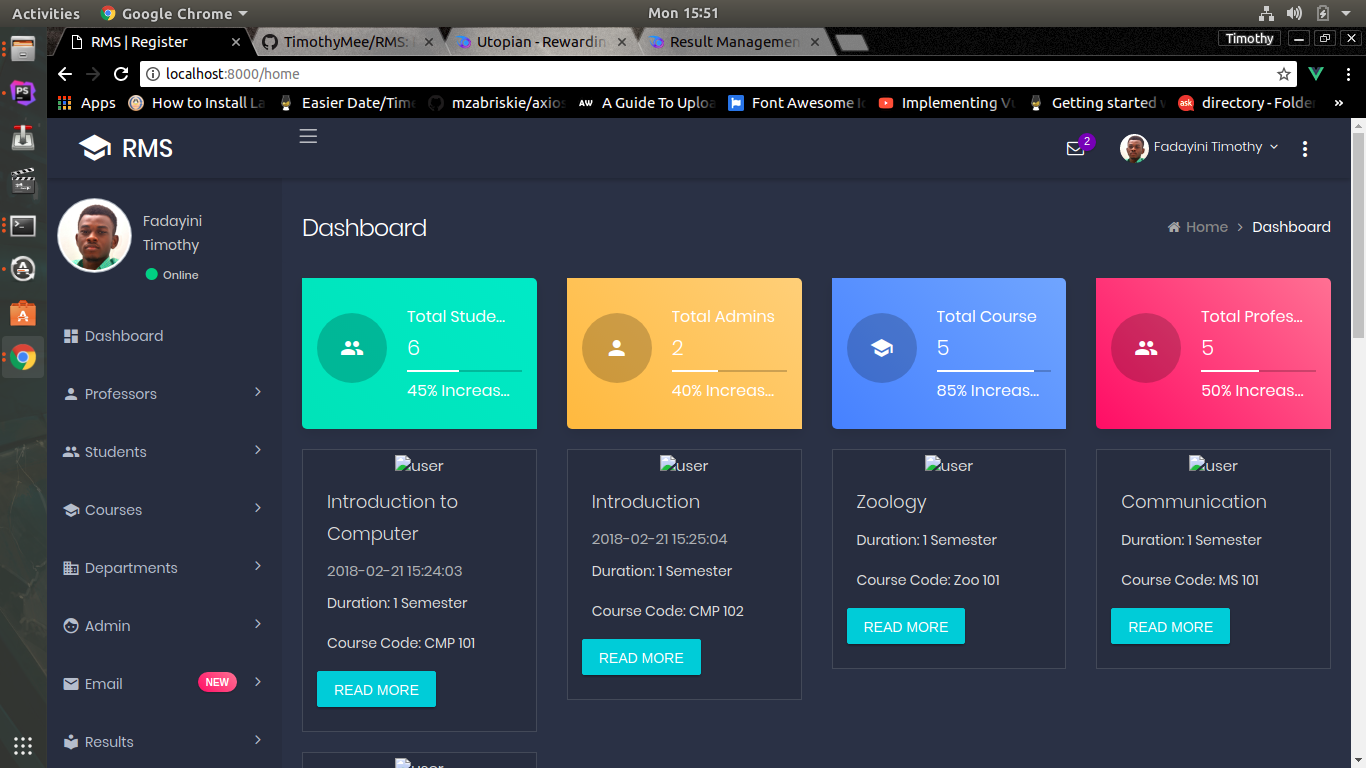 Activities Google Chrome Mon 15:51
RMS | Register TimothyMee/RMS: Utopian - Rewardin Result Managemen Timothy
localhost:8000/home
Apps How to Install La Easier Date/Time mzabriskie/axios A Guide To Uploa Font Awesome Ic Implementing Vu Getting started directory - Folder »
RMS 2 Fadayini Timothy
Fadayini
Timothy
Online
Dashboard
Professors
Students
Courses
Departments
Admin
Email NEW
Results
Dashboard Home > Dashboard
Total Stude...
6
45% Increas...
Total Admins
2
40% Increas...
Total Course
5
85% Increas...
Total Profes...
5
50% Increas...
user
Introduction to
Computer
2018-02-21 15:24:03
Duration: 1 Semester
Course Code: CMP 101
READ MORE
user
Introduction
2018-02-21 15:25:04
Duration: 1 Semester
Course Code: CMP 102
READ MORE
user
Zoology
Duration: 1 Semester
Course Code: Zoo 101
READ MORE
user
Communication
Duration: 1 Semester
Course Code: MS 101
READ MORE
user